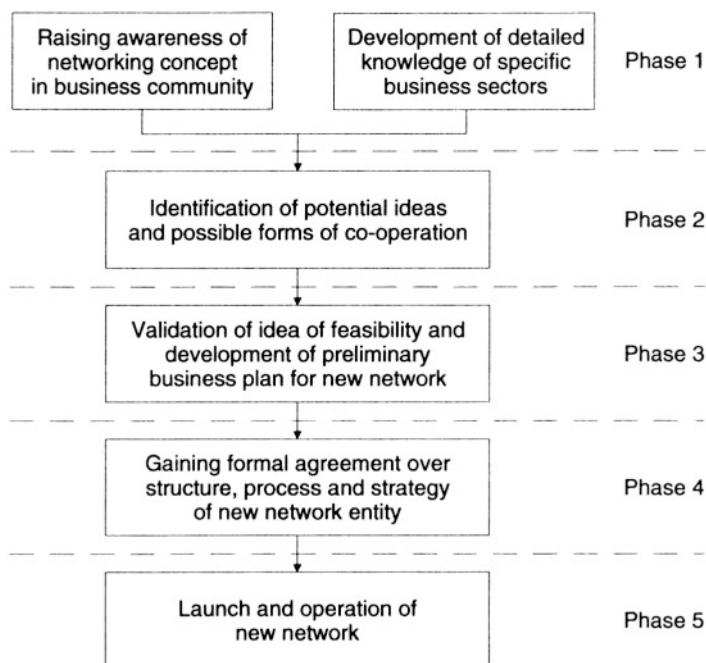 Raising awareness of
networking concept
in business community
Development of detailed
knowledge of specific
business sectors
Phase 1
Identification of potential ideas
and possible forms of co-operation
Phase 2
Validation of idea of feasibility and
development of preliminary
business plan for new network
Phase 3
Gaining formal agreement over
structure, process and strategy
of new network entity
Phase 4
Launch and operation of
new network
Phase 5